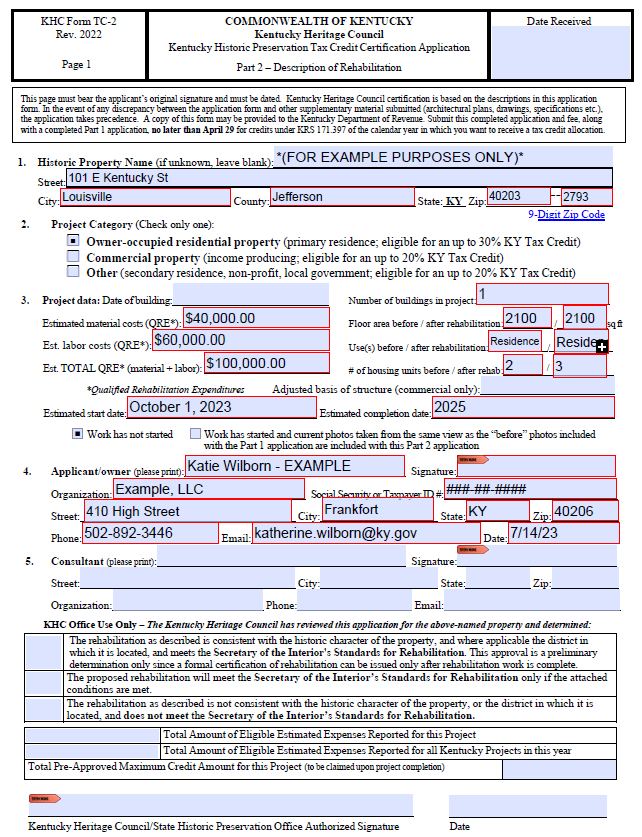 KHC Form TC-2
Rev. 2022
Page 1
COMMONWEALTH OF KENTUCKY
Kentucky Heritage Council
Kentucky Historic Preservation Tax Credit Certification Application
Part 2 – Description of Rehabilitation
Date Received
This page must bear the applicant's original signature and must be dated. Kentucky Heritage Council certification is based on the descriptions in this application
form. In the event of any discrepancy between the application form and other supplementary material submitted (architectural plans, drawings, specifications etc.),
the application takes precedence. A copy of this form may be provided to the Kentucky Department of Revenue. Submit this completed application and fee, along
with a completed Part 1 application, no later than April 29 for credits under KRS 171.397 of the calendar year in which you want to receive a tax credit allocation.
1. Historic Property Name (if unknown, leave blank): *(FOR EXAMPLE PURPOSES ONLY)*
Street: 101 E Kentucky St
City: Louisville County: Jefferson State: KY Zip: 40203 -- 2793
9-Digit Zip Code
2. Project Category (Check only one):
Owner-occupied residential property (primary residence; eligible for an up to 30% KY Tax Credit)
Commercial property (income producing; eligible for an up to 20% KY Tax Credit)
Other (secondary residence, non-profit, local government; eligible for an up to 20% KY Tax Credit)
3. Project data: Date of building: Number of buildings in project: 1
Estimated material costs (QRE*): $40,000.00 Floor area before / after rehabilitation: 2100 / 2100 sq ft
Est. labor costs (QRE*): $60,000.00 Use(s) before / after rehabilitation: Residence / Reside
Est. TOTAL QRE* (material + labor): $100,000.00 # of housing units before / after rehab: 2 / 3
*Qualified Rehabilitation Expenditures Adjusted basis of structure (commercial only):
Estimated start date: October 1, 2023 Estimated completion date: 2025
Work has not started Work has started and current photos taken from the same view as the "before" photos included
with the Part 1 application are included with this Part 2 application
4. Applicant/owner (please print): Katie Wilborn - EXAMPLE Signature:
Organization: Example, LLC Social Security or Taxpayer ID #: ###-##-####
Street: 410 High Street City: Frankfort State: KY Zip: 40206
Phone: 502-892-3446 Email: katherine.wilborn@ky.gov Date: 7/14/23
5. Consultant (please print): Signature:
Street: City: State: Zip:
Organization: Phone: Email:
KHC Office Use Only – The Kentucky Heritage Council has reviewed this application for the above-named property and determined:
The rehabilitation as described is consistent with the historic character of the property, and where applicable the district in
which it is located, and meets the Secretary of the Interior's Standards for Rehabilitation. This approval is a preliminary
determination only since a formal certification of rehabilitation can be issued only after rehabilitation work is complete.
The proposed rehabilitation will meet the Secretary of the Interior's Standards for Rehabilitation only if the attached
conditions are met.
The rehabilitation as described is not consistent with the historic character of the property, or the district in which it is
located, and does not meet the Secretary of the Interior's Standards for Rehabilitation.
Total Amount of Eligible Estimated Expenses Reported for this Project
Total Amount of Eligible Estimated Expenses Reported for all Kentucky Projects in this year
Total Pre-Approved Maximum Credit Amount for this Project (to be claimed upon project completion)
Kentucky Heritage Council/State Historic Preservation Office Authorized Signature Date